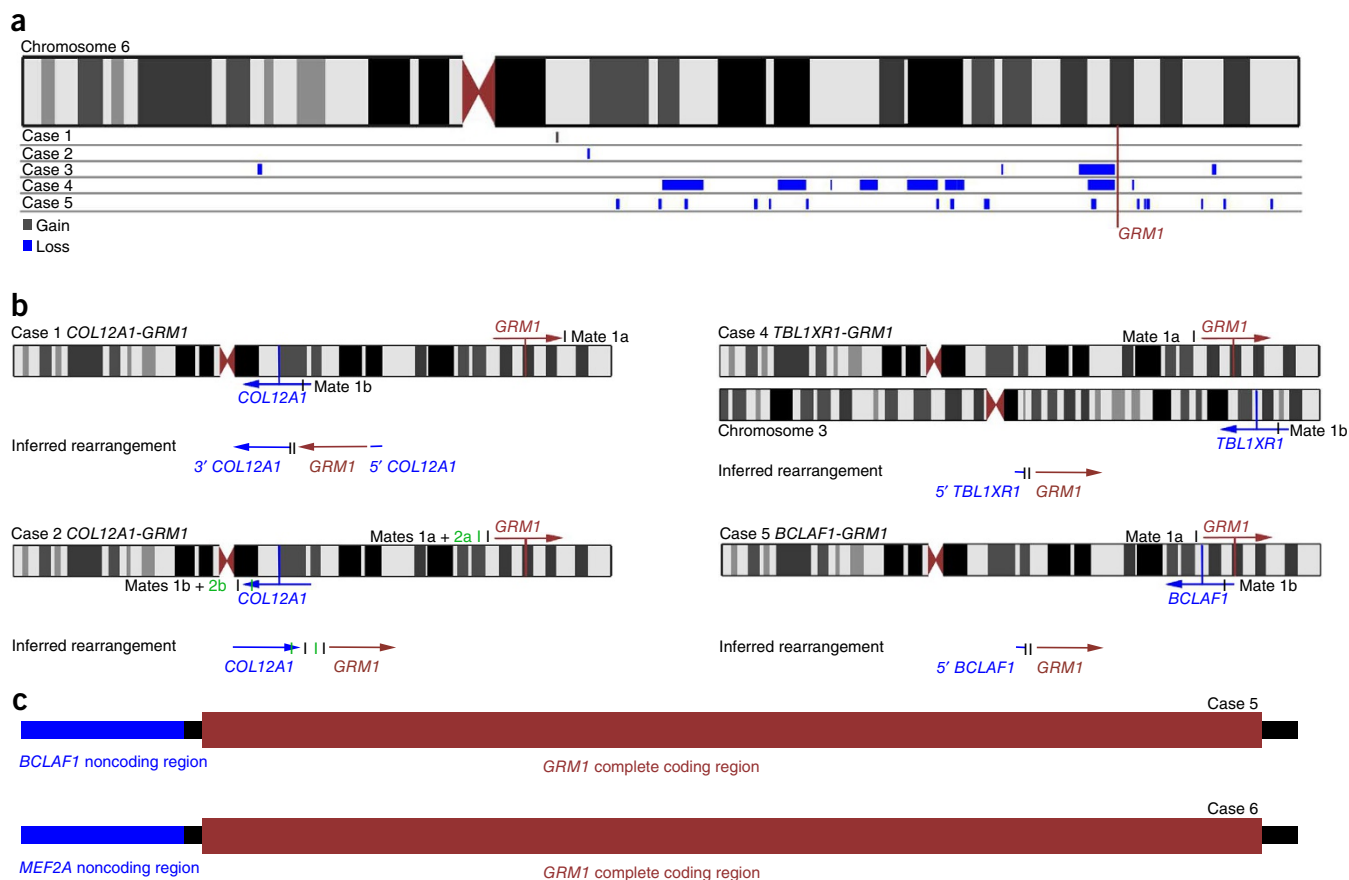 a
Chromosome 6
Case 1
Case 2
Case 3
Case 4
Case 5
Gain
Loss
GRM1
b
Case 1 COL12A1-GRM1
GRM1
Mate 1a
Mate 1b
COL12A1
Inferred rearrangement
3′ COL12A1
GRM1
5′ COL12A1
Case 4 TBL1XR1-GRM1
Mate 1a
GRM1
Chromosome 3
Mate 1b
TBL1XR1
Inferred rearrangement
5′ TBL1XR1
GRM1
Case 2 COL12A1-GRM1
Mates 1a + 2a
GRM1
Mates 1b + 2b
COL12A1
Inferred rearrangement
COL12A1
GRM1
Case 5 BCLAF1-GRM1
Mate 1a
GRM1
Mate 1b
BCLAF1
Inferred rearrangement
5′ BCLAF1
GRM1
c
Case 5
BCLAF1 noncoding region
GRM1 complete coding region
Case 6
MEF2A noncoding region
GRM1 complete coding region